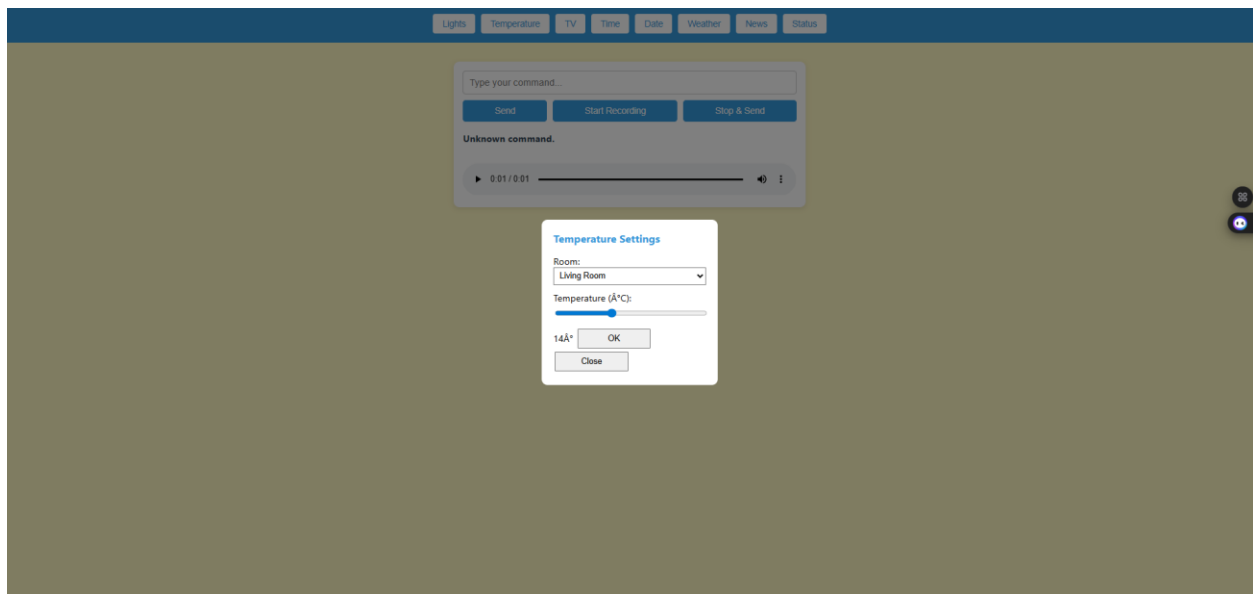 Lights Temperature TV Time Date Weather News Status
Type your command...
Send Start Recording Stop & Send
Unknown command.
0:01 / 0:01
Temperature Settings
Room:
Living Room
Temperature (Â°C):
14Â° OK
Close